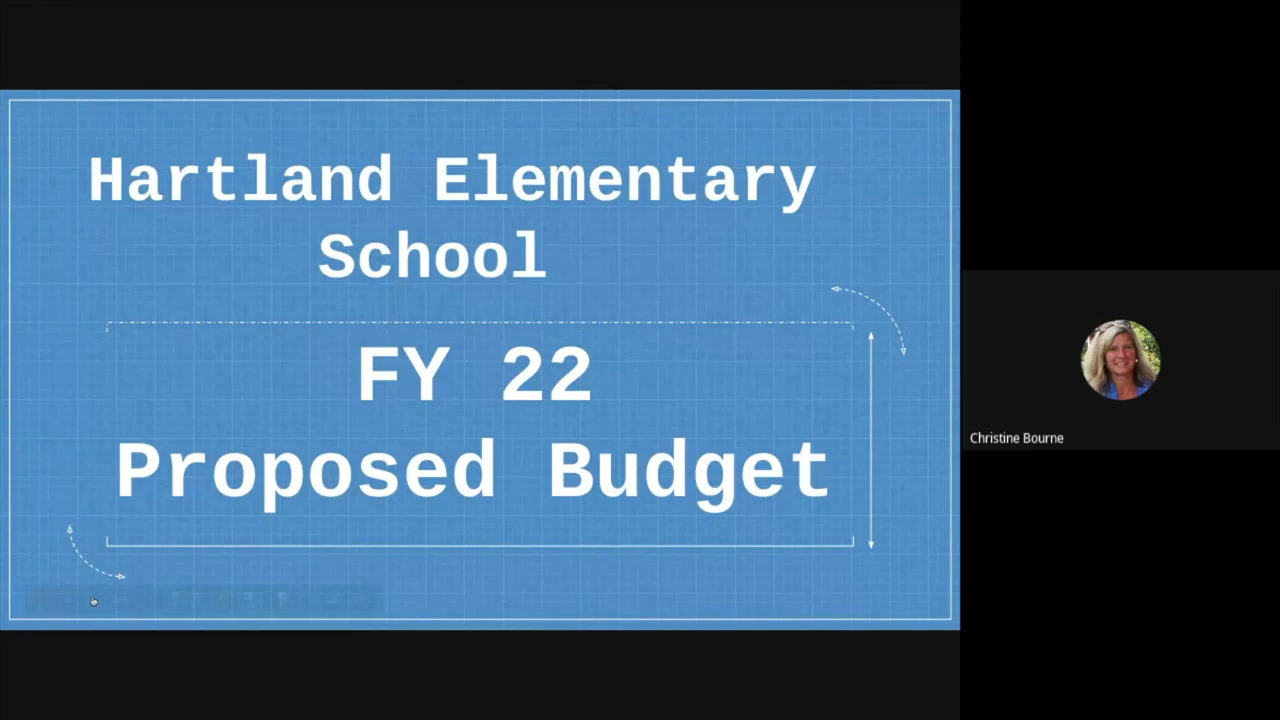 Hartland Elementary
School
FY 22
Proposed Budget
Christine Bourne